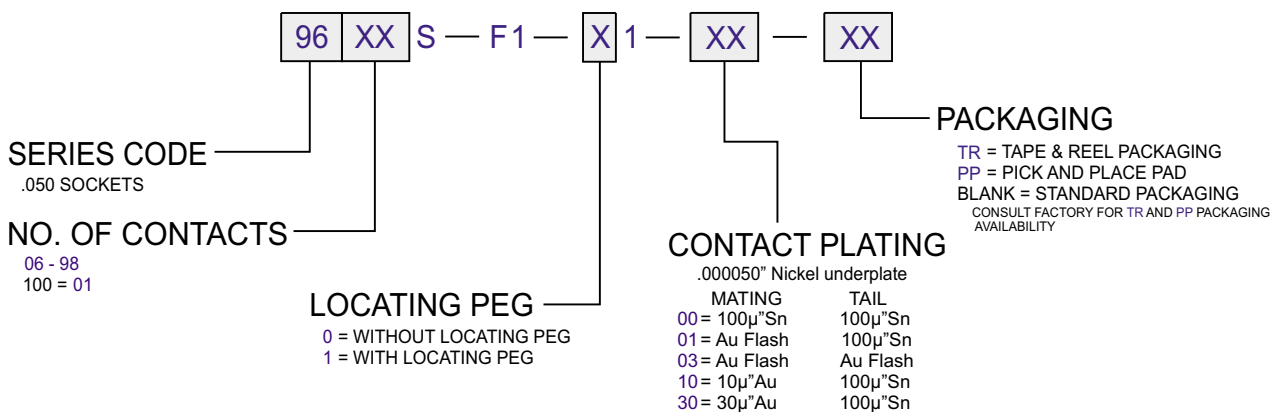 96 XX S — F1 — X 1 — XX — XX
SERIES CODE
.050 SOCKETS
NO. OF CONTACTS
06 - 98
100 = 01
LOCATING PEG
0 = WITHOUT LOCATING PEG
1 = WITH LOCATING PEG
CONTACT PLATING
.000050” Nickel underplate
MATING TAIL
00 = 100µ”Sn 100µ”Sn
01 = Au Flash 100µ”Sn
03 = Au Flash Au Flash
10 = 10µ”Au 100µ”Sn
30 = 30µ”Au 100µ”Sn
PACKAGING
TR = TAPE & REEL PACKAGING
PP = PICK AND PLACE PAD
BLANK = STANDARD PACKAGING
CONSULT FACTORY FOR TR AND PP PACKAGING
AVAILABILITY